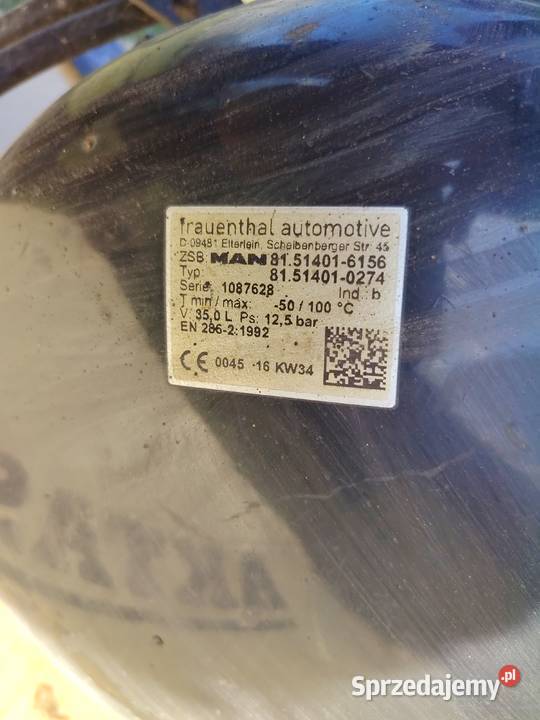 frauenthal automotive
D 09481 Elterlein, Scheibenberger Str. 45
ZSB: MAN 81.51401-6156
Typ: 81.51401-0274
Serie: 1087628 Ind.: b
T min / max: -50 / 100 °C
V: 35,0 L Ps: 12,5 bar
EN 286-2:1992
CE 0045 -16 KW34
Sprzedajemy.pl